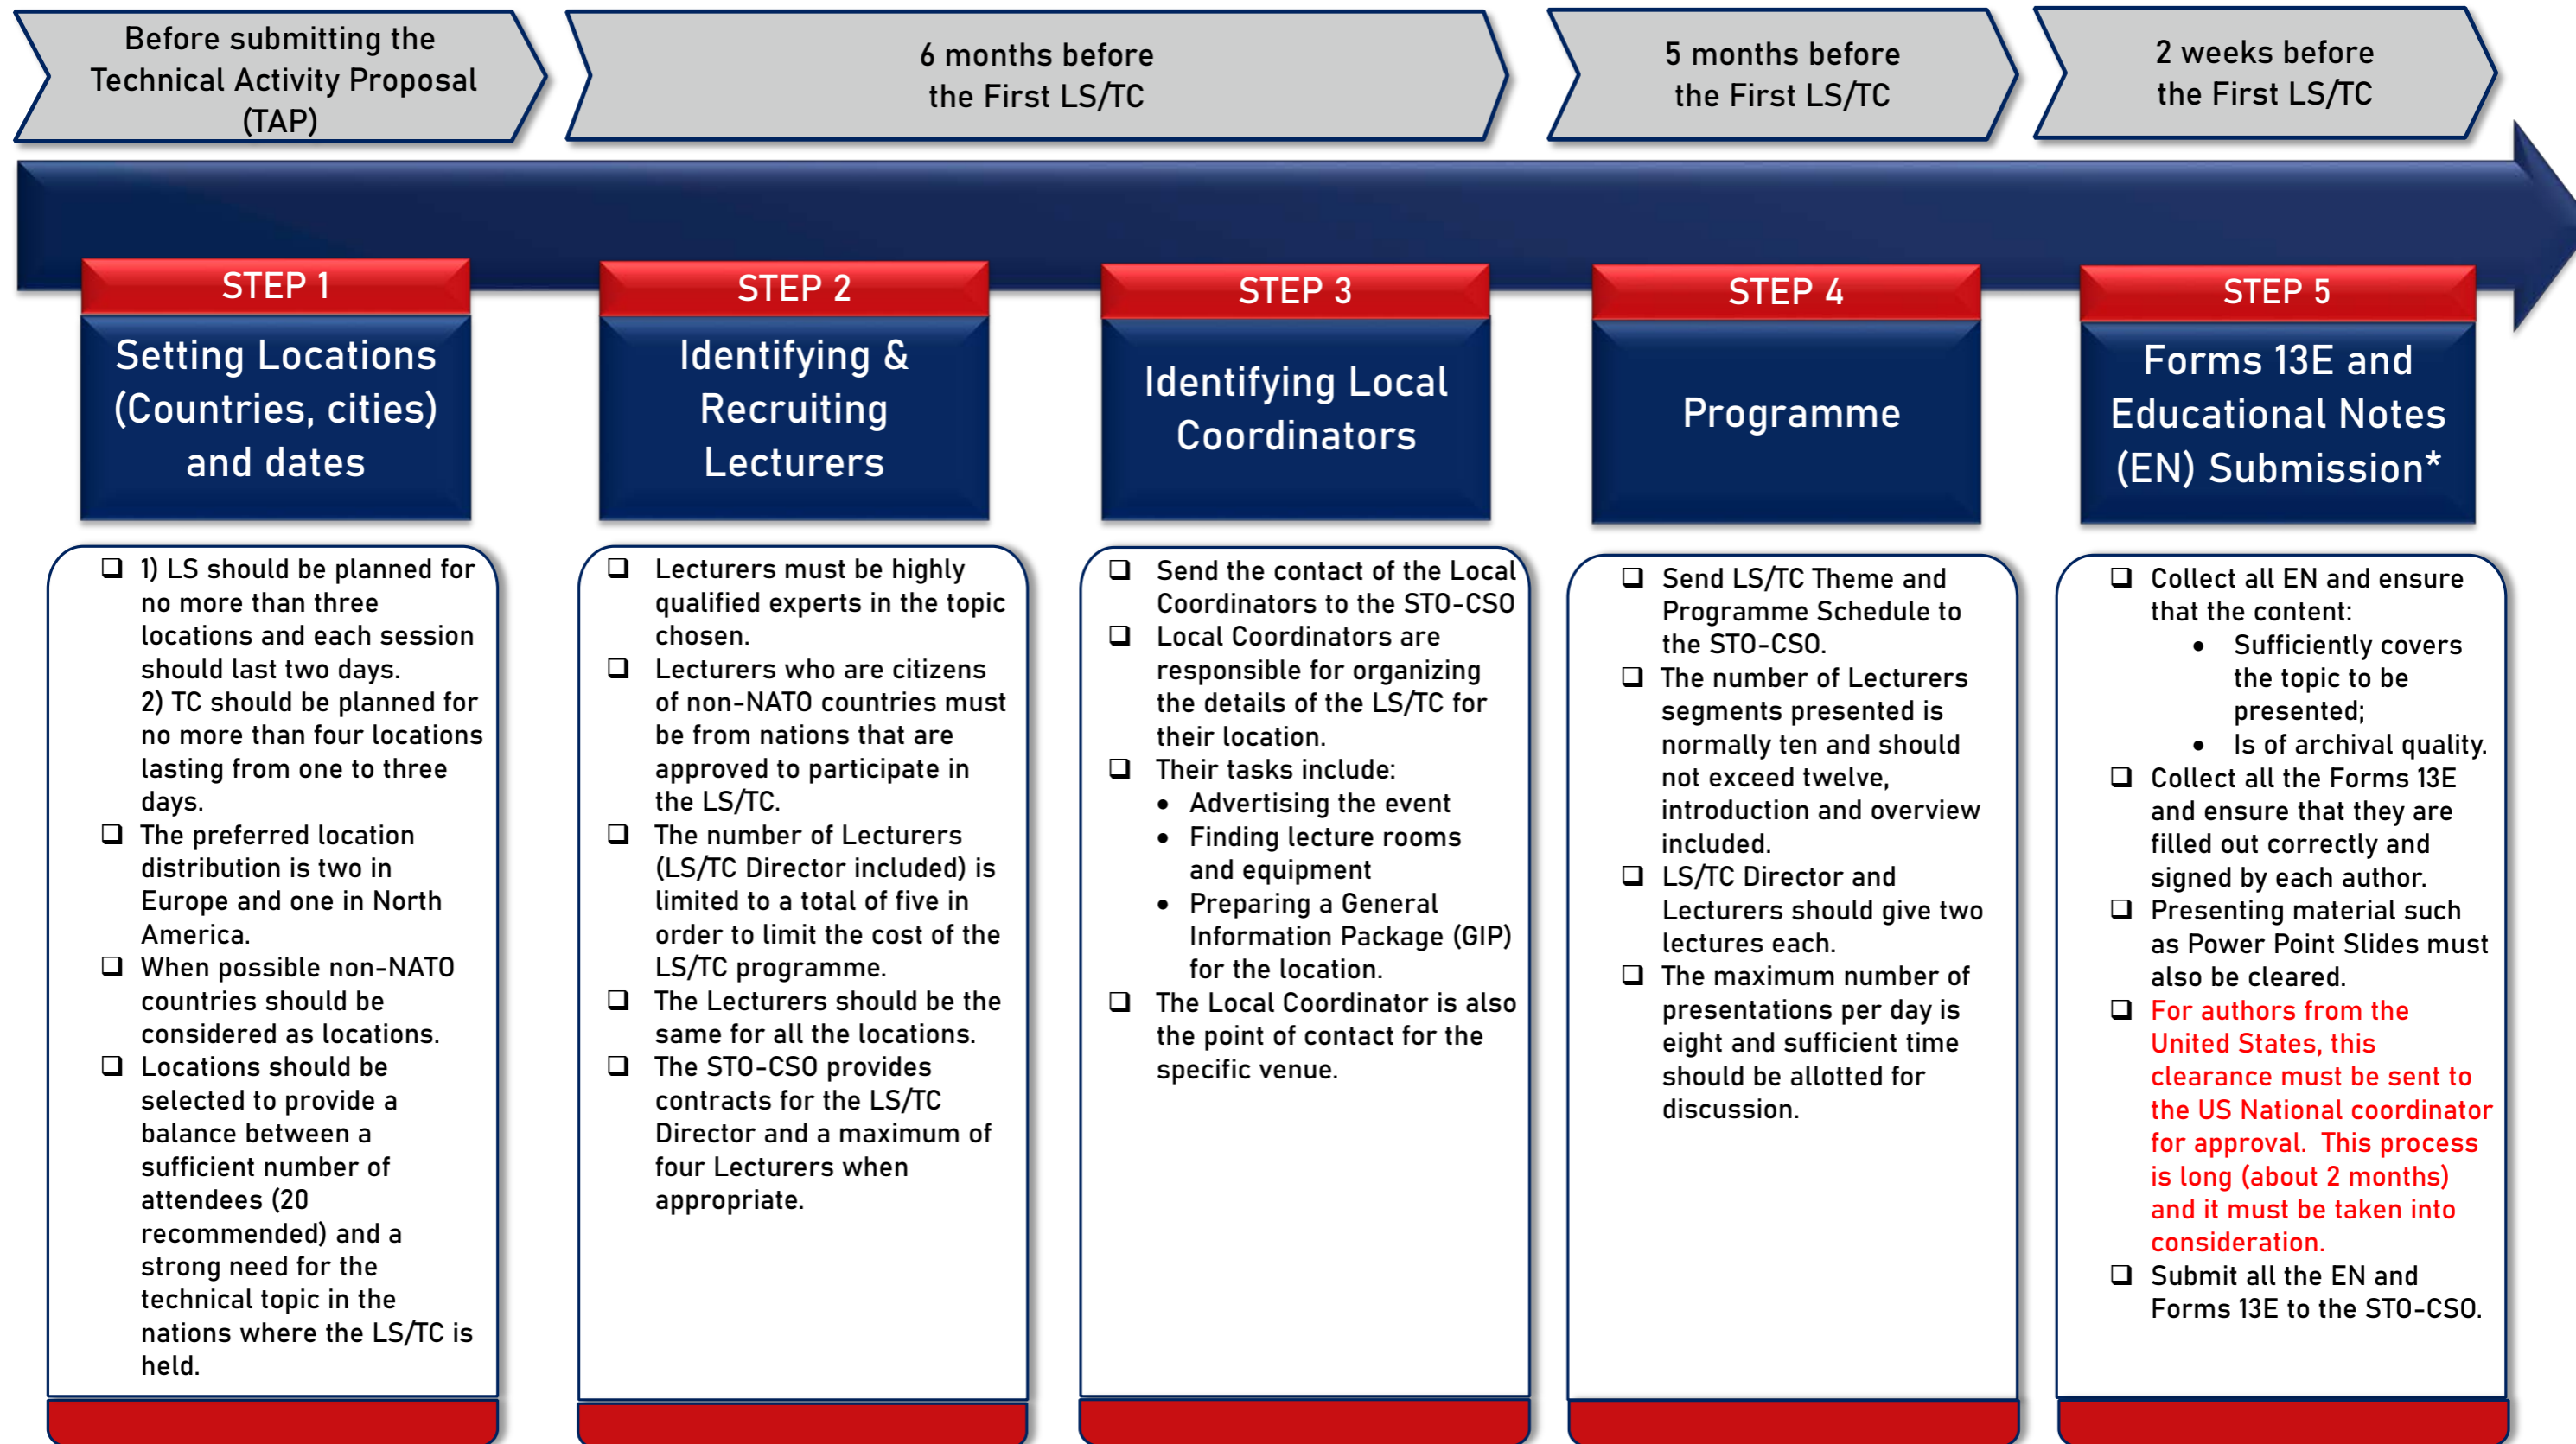 Before submitting the
Technical Activity Proposal
(TAP)
6 months before
the First LS/TC
5 months before
the First LS/TC
2 weeks before
the First LS/TC
STEP 1
Setting Locations
(Countries, cities)
and dates
❑ 1) LS should be planned for
no more than three
locations and each session
should last two days.
2) TC should be planned for
no more than four locations
lasting from one to three
days.
❑ The preferred location
distribution is two in
Europe and one in North
America.
❑ When possible non-NATO
countries should be
considered as locations.
❑ Locations should be
selected to provide a
balance between a
sufficient number of
attendees (20
recommended) and a
strong need for the
technical topic in the
nations where the LS/TC is
held.
STEP 2
Identifying &
Recruiting
Lecturers
❑ Lecturers must be highly
qualified experts in the topic
chosen.
❑ Lecturers who are citizens
of non-NATO countries must
be from nations that are
approved to participate in
the LS/TC.
❑ The number of Lecturers
(LS/TC Director included) is
limited to a total of five in
order to limit the cost of the
LS/TC programme.
❑ The Lecturers should be the
same for all the locations.
❑ The STO-CSO provides
contracts for the LS/TC
Director and a maximum of
four Lecturers when
appropriate.
STEP 3
Identifying Local
Coordinators
❑ Send the contact of the Local
Coordinators to the STO-CSO
❑ Local Coordinators are
responsible for organizing
the details of the LS/TC for
their location.
❑ Their tasks include:
• Advertising the event
• Finding lecture rooms
and equipment
• Preparing a General
Information Package (GIP)
for the location.
❑ The Local Coordinator is also
the point of contact for the
specific venue.
STEP 4
Programme
❑ Send LS/TC Theme and
Programme Schedule to
the STO-CSO.
❑ The number of Lecturers
segments presented is
normally ten and should
not exceed twelve,
introduction and overview
included.
❑ LS/TC Director and
Lecturers should give two
lectures each.
❑ The maximum number of
presentations per day is
eight and sufficient time
should be allotted for
discussion.
STEP 5
Forms 13E and
Educational Notes
(EN) Submission*
❑ Collect all EN and ensure
that the content:
• Sufficiently covers
the topic to be
presented;
• Is of archival quality.
❑ Collect all the Forms 13E
and ensure that they are
filled out correctly and
signed by each author.
❑ Presenting material such
as Power Point Slides must
also be cleared.
❑ For authors from the
United States, this
clearance must be sent to
the US National coordinator
for approval. This process
is long (about 2 months)
and it must be taken into
consideration.
❑ Submit all the EN and
Forms 13E to the STO-CSO.